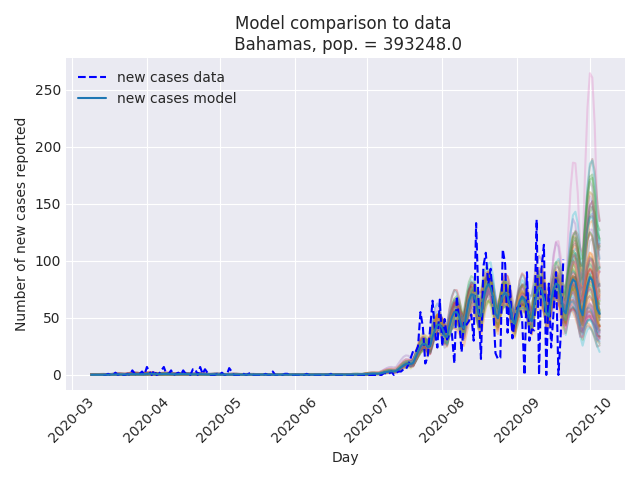 Model comparison to data
Bahamas, pop. = 393248.0
new cases data
new cases model
Number of new cases reported
250
200
150
100
50
0
2020-03
2020-04
2020-05
2020-06
2020-07
2020-08
2020-09
2020-10
Day